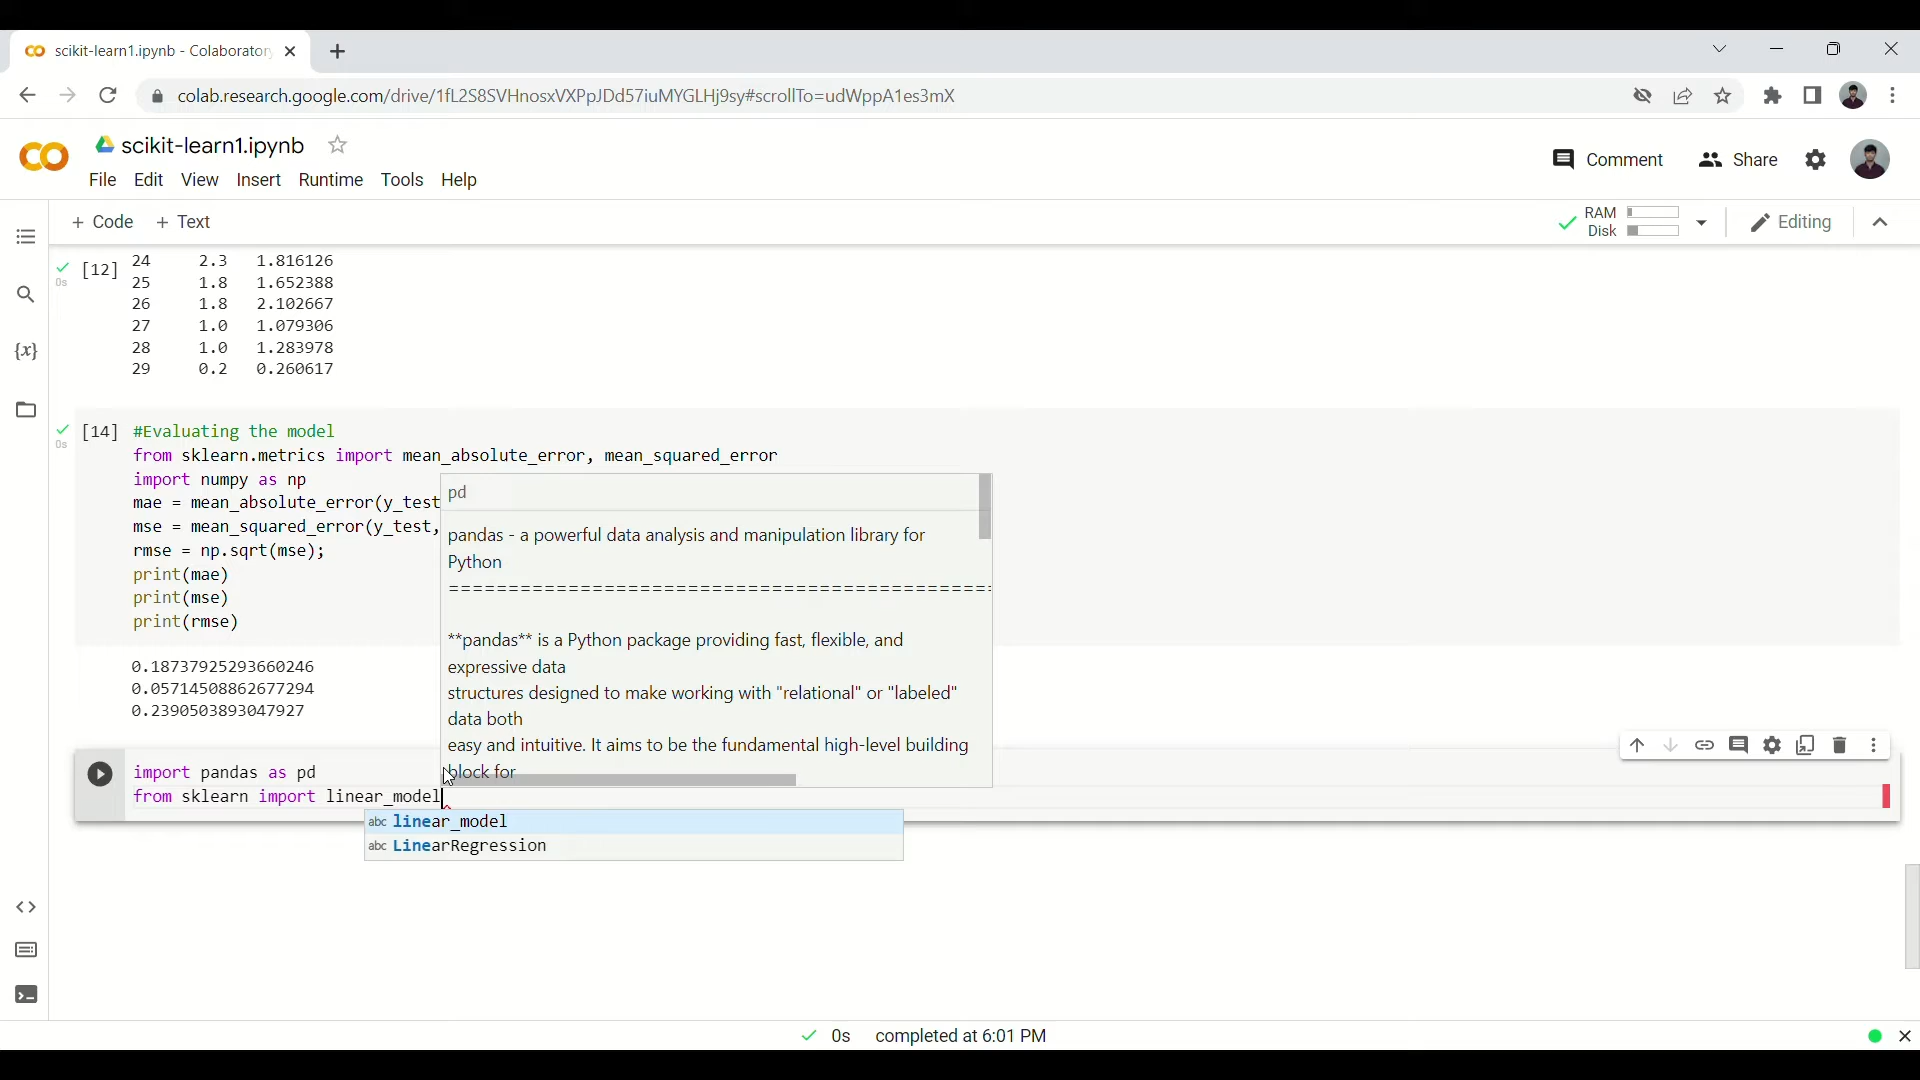 scikit-learn1.ipynb - Colaboratory
colab.research.google.com/drive/1fL2S8SVHnosxVXPpJDd57iuMYGLHj9sy#scrollTo=udWppA1es3mX
scikit-learn1.ipynb
File Edit View Insert Runtime Tools Help
Comment
Share
+ Code + Text
RAM
Disk
Editing
[12]
0s
24 2.3 1.816126
25 1.8 1.652388
26 1.8 2.102667
27 1.0 1.079306
28 1.0 1.283978
29 0.2 0.260617
[14]
0s
#Evaluating the model
from sklearn.metrics import mean_absolute_error, mean_squared_error
import numpy as np
mae = mean_absolute_error(y_test
mse = mean_squared_error(y_test,
rmse = np.sqrt(mse);
print(mae)
print(mse)
print(rmse)
pd
pandas - a powerful data analysis and manipulation library for
Python
=====================================================
**pandas** is a Python package providing fast, flexible, and
expressive data
structures designed to make working with "relational" or "labeled"
data both
easy and intuitive. It aims to be the fundamental high-level building
block for
0.18737925293660246
0.05714508862677294
0.2390503893047927
import pandas as pd
from sklearn import linear_model
abc linear_model
abc LinearRegression
0s completed at 6:01 PM